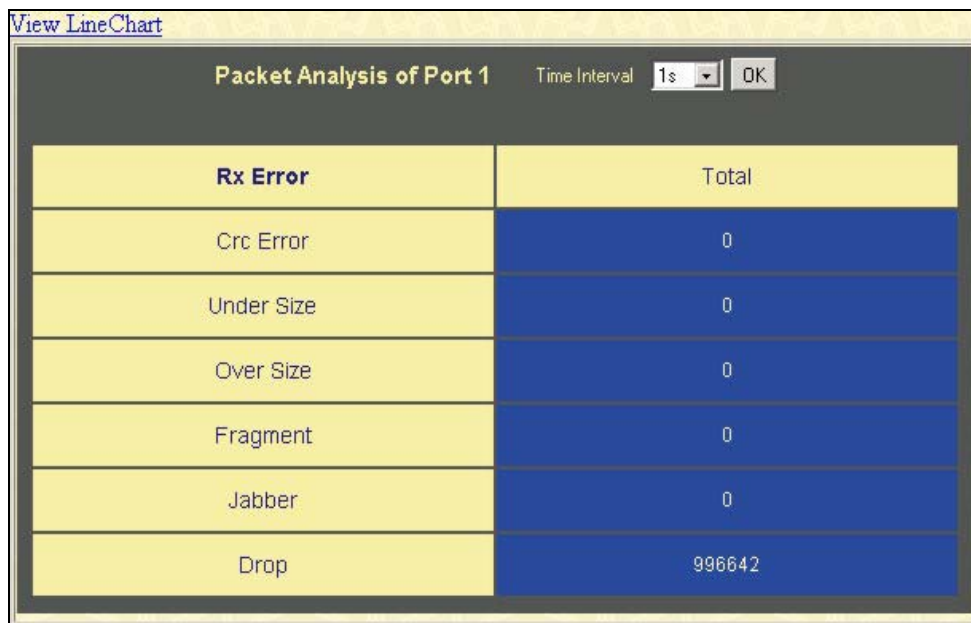 View LineChart
Packet Analysis of Port 1 Time Interval 1s OK
Rx Error Total
Crc Error 0
Under Size 0
Over Size 0
Fragment 0
Jabber 0
Drop 996642